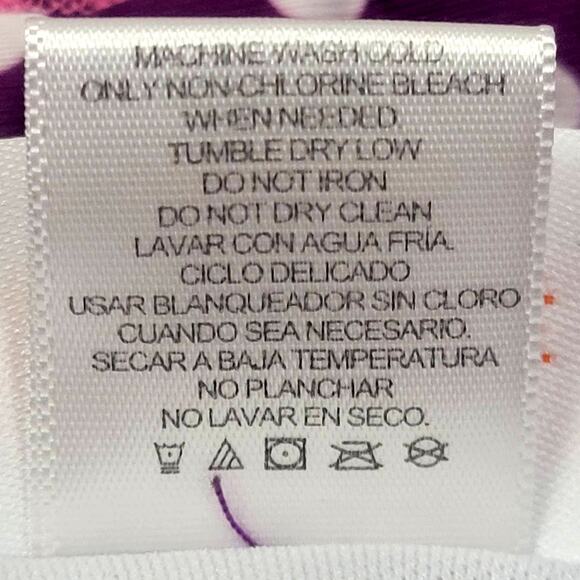 MACHINE WASH COLD.
ONLY NON-CHLORINE BLEACH
WHEN NEEDED.
TUMBLE DRY LOW
DO NOT IRON
DO NOT DRY CLEAN
LAVAR CON AGUA FRÍA.
CICLO DELICADO
USAR BLANQUEADOR SIN CLORO
CUANDO SEA NECESARIO.
SECAR A BAJA TEMPERATURA
NO PLANCHAR
NO LAVAR EN SECO.